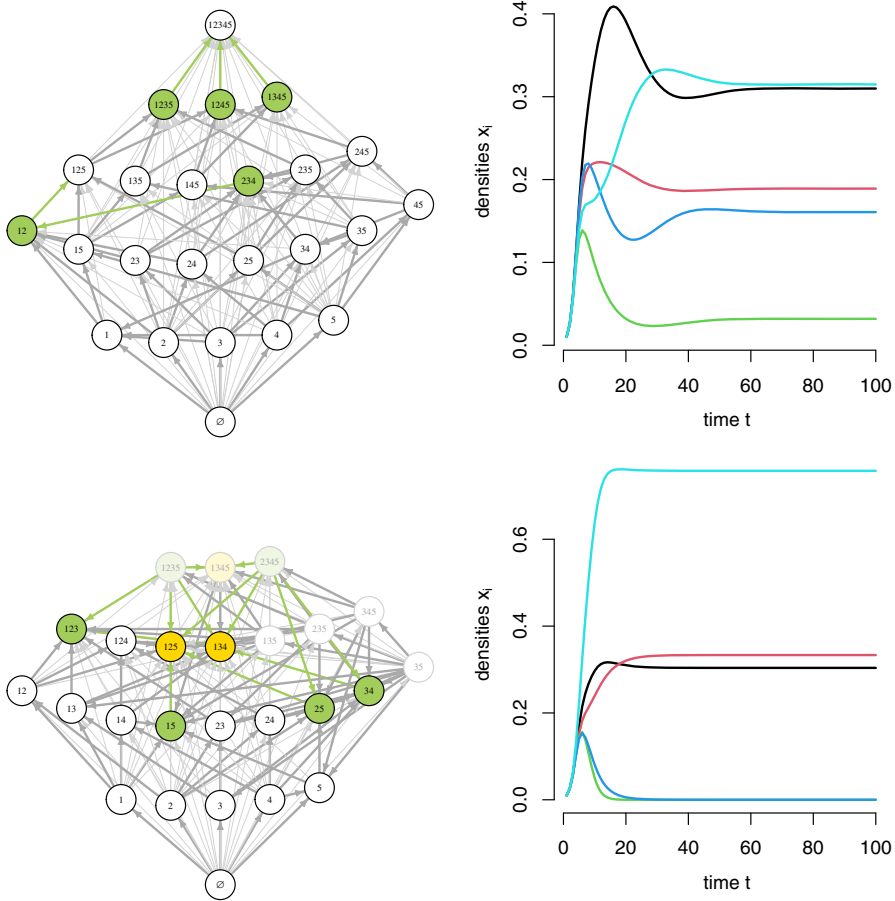 12345
1235 1245 1345
125 135 145 234 235 245
12 45
15 23 24 25 34 35
1 2 3 4 5
∅
densities xᵢ
0.0 0.1 0.2 0.3 0.4
0 20 40 60 80 100
time t
1235 1345 2345
123 124 125 134 135 235 345
35
12 13 14 15 23 24 25 34
1 2 3 4 5
∅
densities xᵢ
0.0 0.2 0.4 0.6
0 20 40 60 80 100
time t